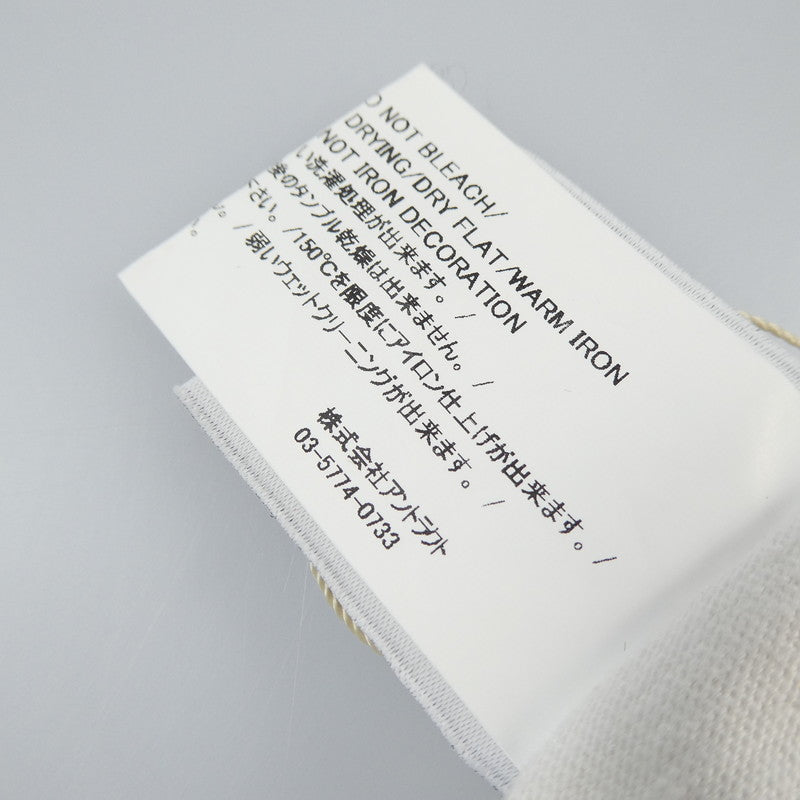 NOT BLEACH/
DRYING/DRY FLAT/WARM IRON
NOT IRON DECORATION
い洗濯処理が出来ます。 /
のタンブル乾燥は出来ません。 /
さい。 /150℃を限度にアイロン仕上げが出来ます。 /
/ 弱いウエットクリーニングが出来ます。 /
株式会社アントラクト
03-5774-0733